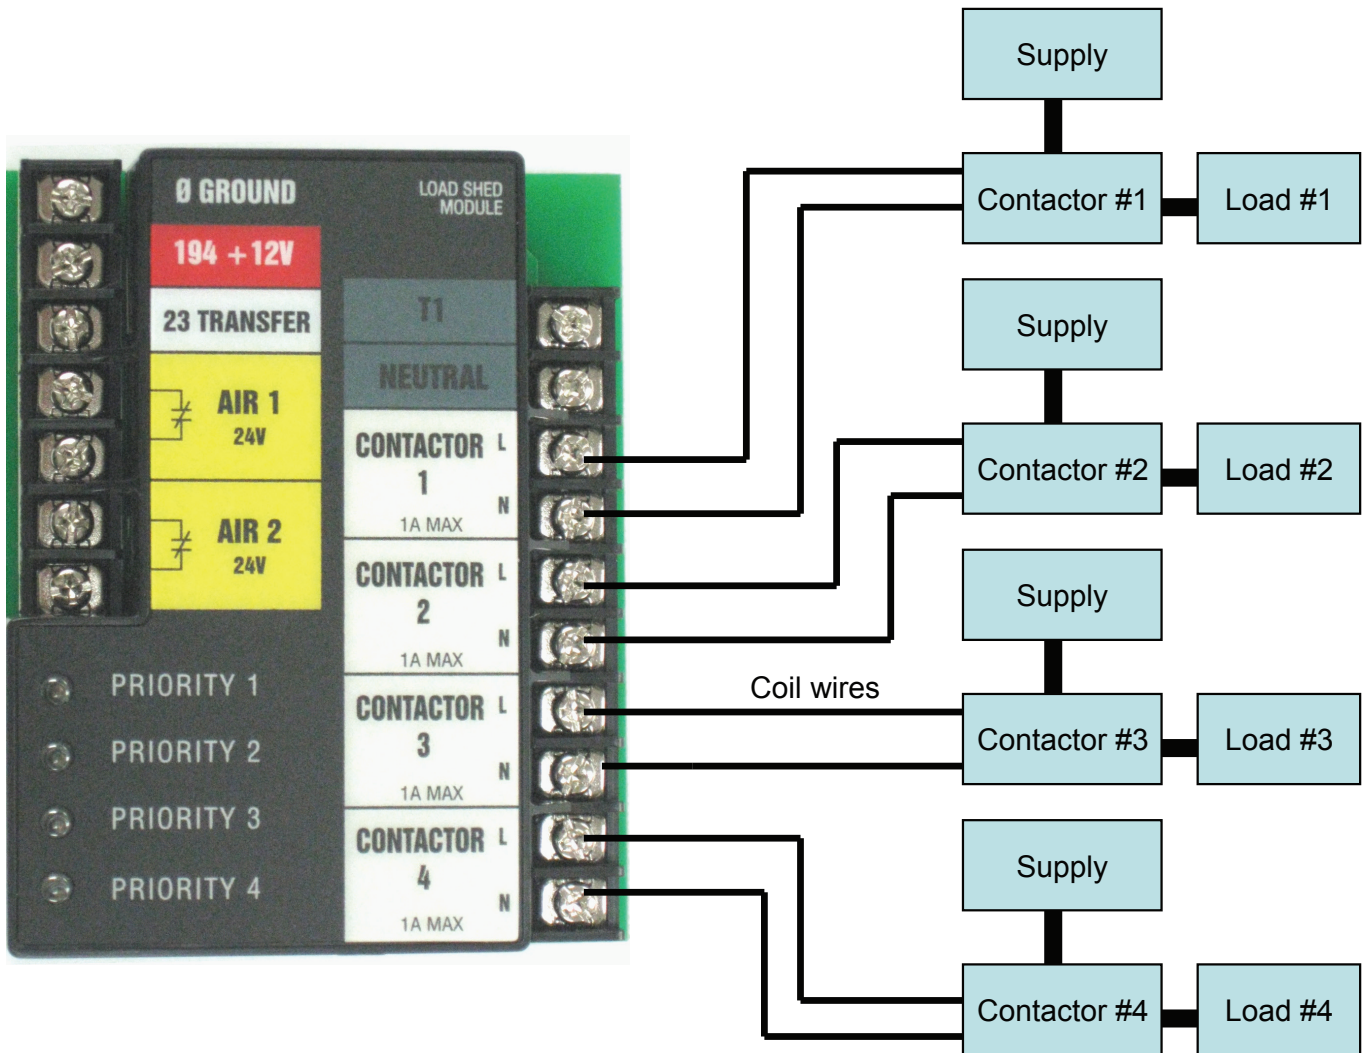 Ø GROUND
LOAD SHED
MODULE
194 +12V
23 TRANSFER
T1
NEUTRAL
AIR 1
24V
AIR 2
24V
CONTACTOR L
1
N
1A MAX
CONTACTOR L
2
N
1A MAX
CONTACTOR L
3
N
1A MAX
CONTACTOR L
4
N
1A MAX
PRIORITY 1
PRIORITY 2
PRIORITY 3
PRIORITY 4
Coil wires
Supply
Contactor #1
Load #1
Supply
Contactor #2
Load #2
Supply
Contactor #3
Load #3
Supply
Contactor #4
Load #4